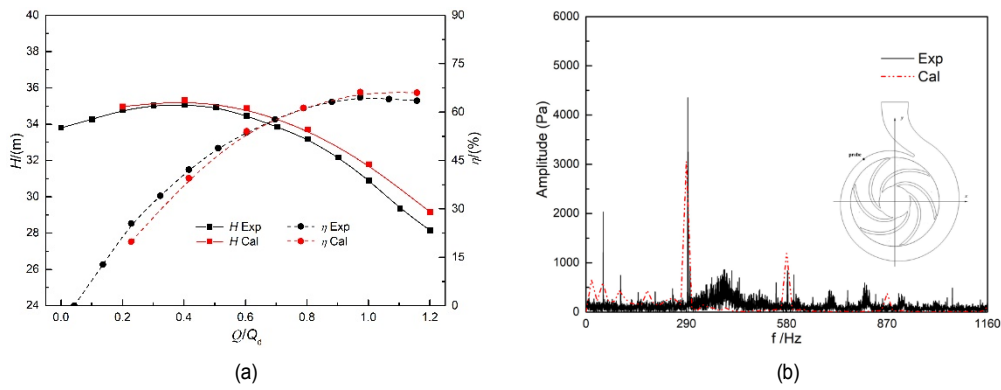 40
38
36
34
32
30
28
26
24
H/(m)
90
75
60
45
30
15
0
η/(%)
H Exp
H Cal
η Exp
η Cal
0.0 0.2 0.4 0.6 0.8 1.0 1.2
Q/Qd
(a)
6000
5000
4000
3000
2000
1000
0
Amplitude (Pa)
Exp
Cal
probe
y
x
0 290 580 870 1160
f /Hz
(b)